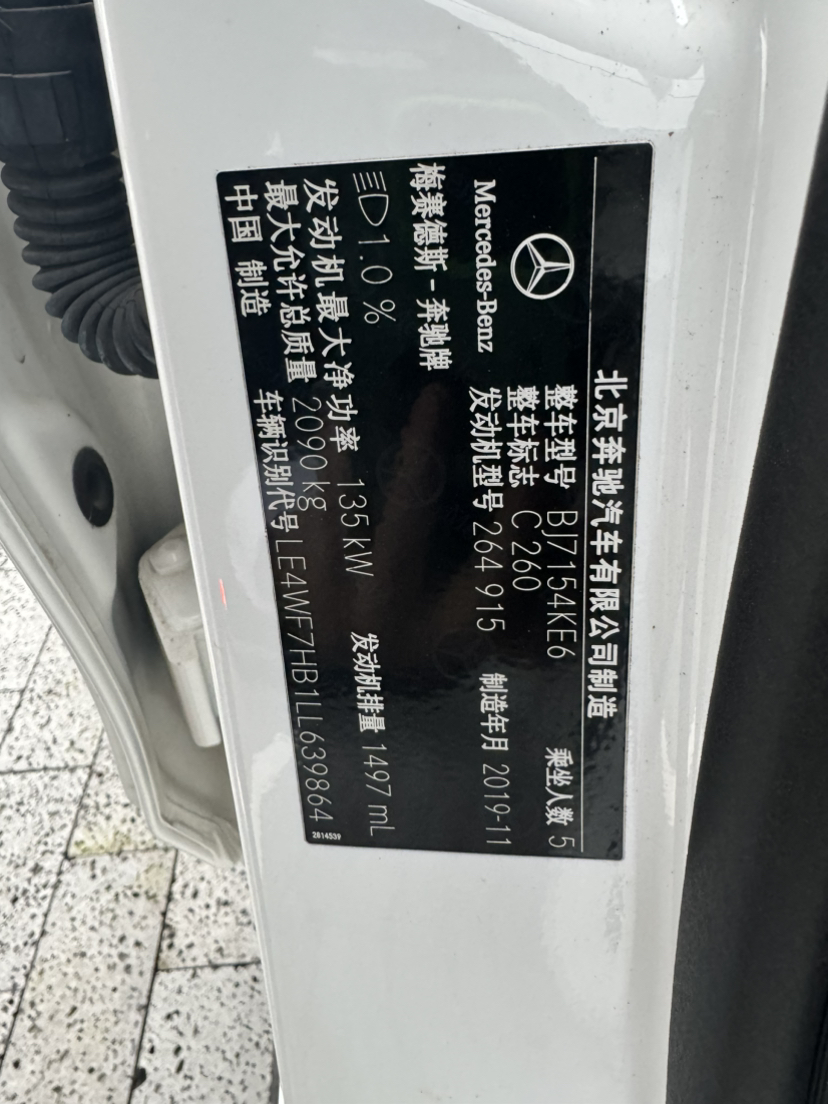 北京奔驰汽车有限公司制造
整车型号 BJ7154KE6 乘坐人数 5
整车标志 C 260
Mercedes-Benz 发动机型号 264 915 制造年月 2019-11
梅赛德斯-奔驰牌
1.0 % 发动机排量 1497 mL
发动机最大净功率 135 kW
最大允许总质量 2090 kg
中国 制造 车辆识别代号 LE4WF7HB1LL639864
2814539